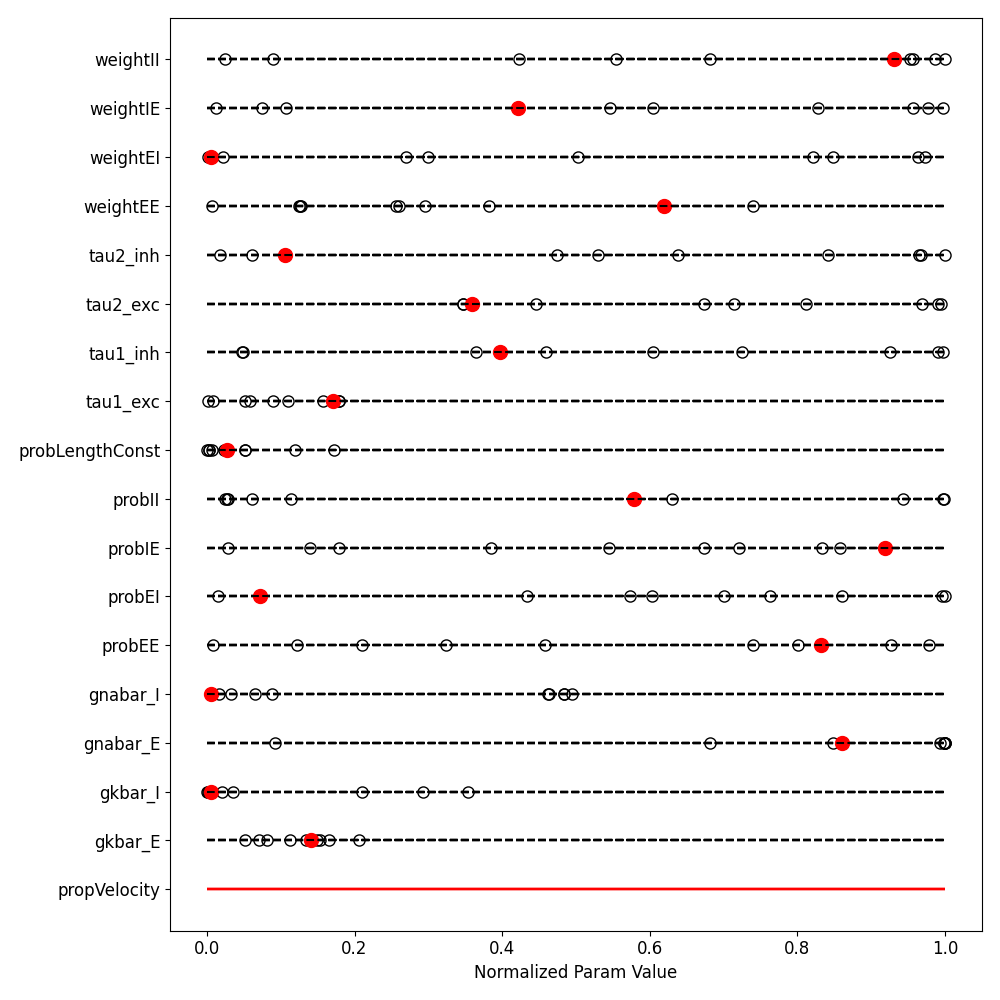 weightII
weightIE
weightEI
weightEE
tau2_inh
tau2_exc
tau1_inh
tau1_exc
probLengthConst
probII
probIE
probEI
probEE
gnabar_I
gnabar_E
gkbar_I
gkbar_E
propVelocity
0.0 0.2 0.4 0.6 0.8 1.0
Normalized Param Value